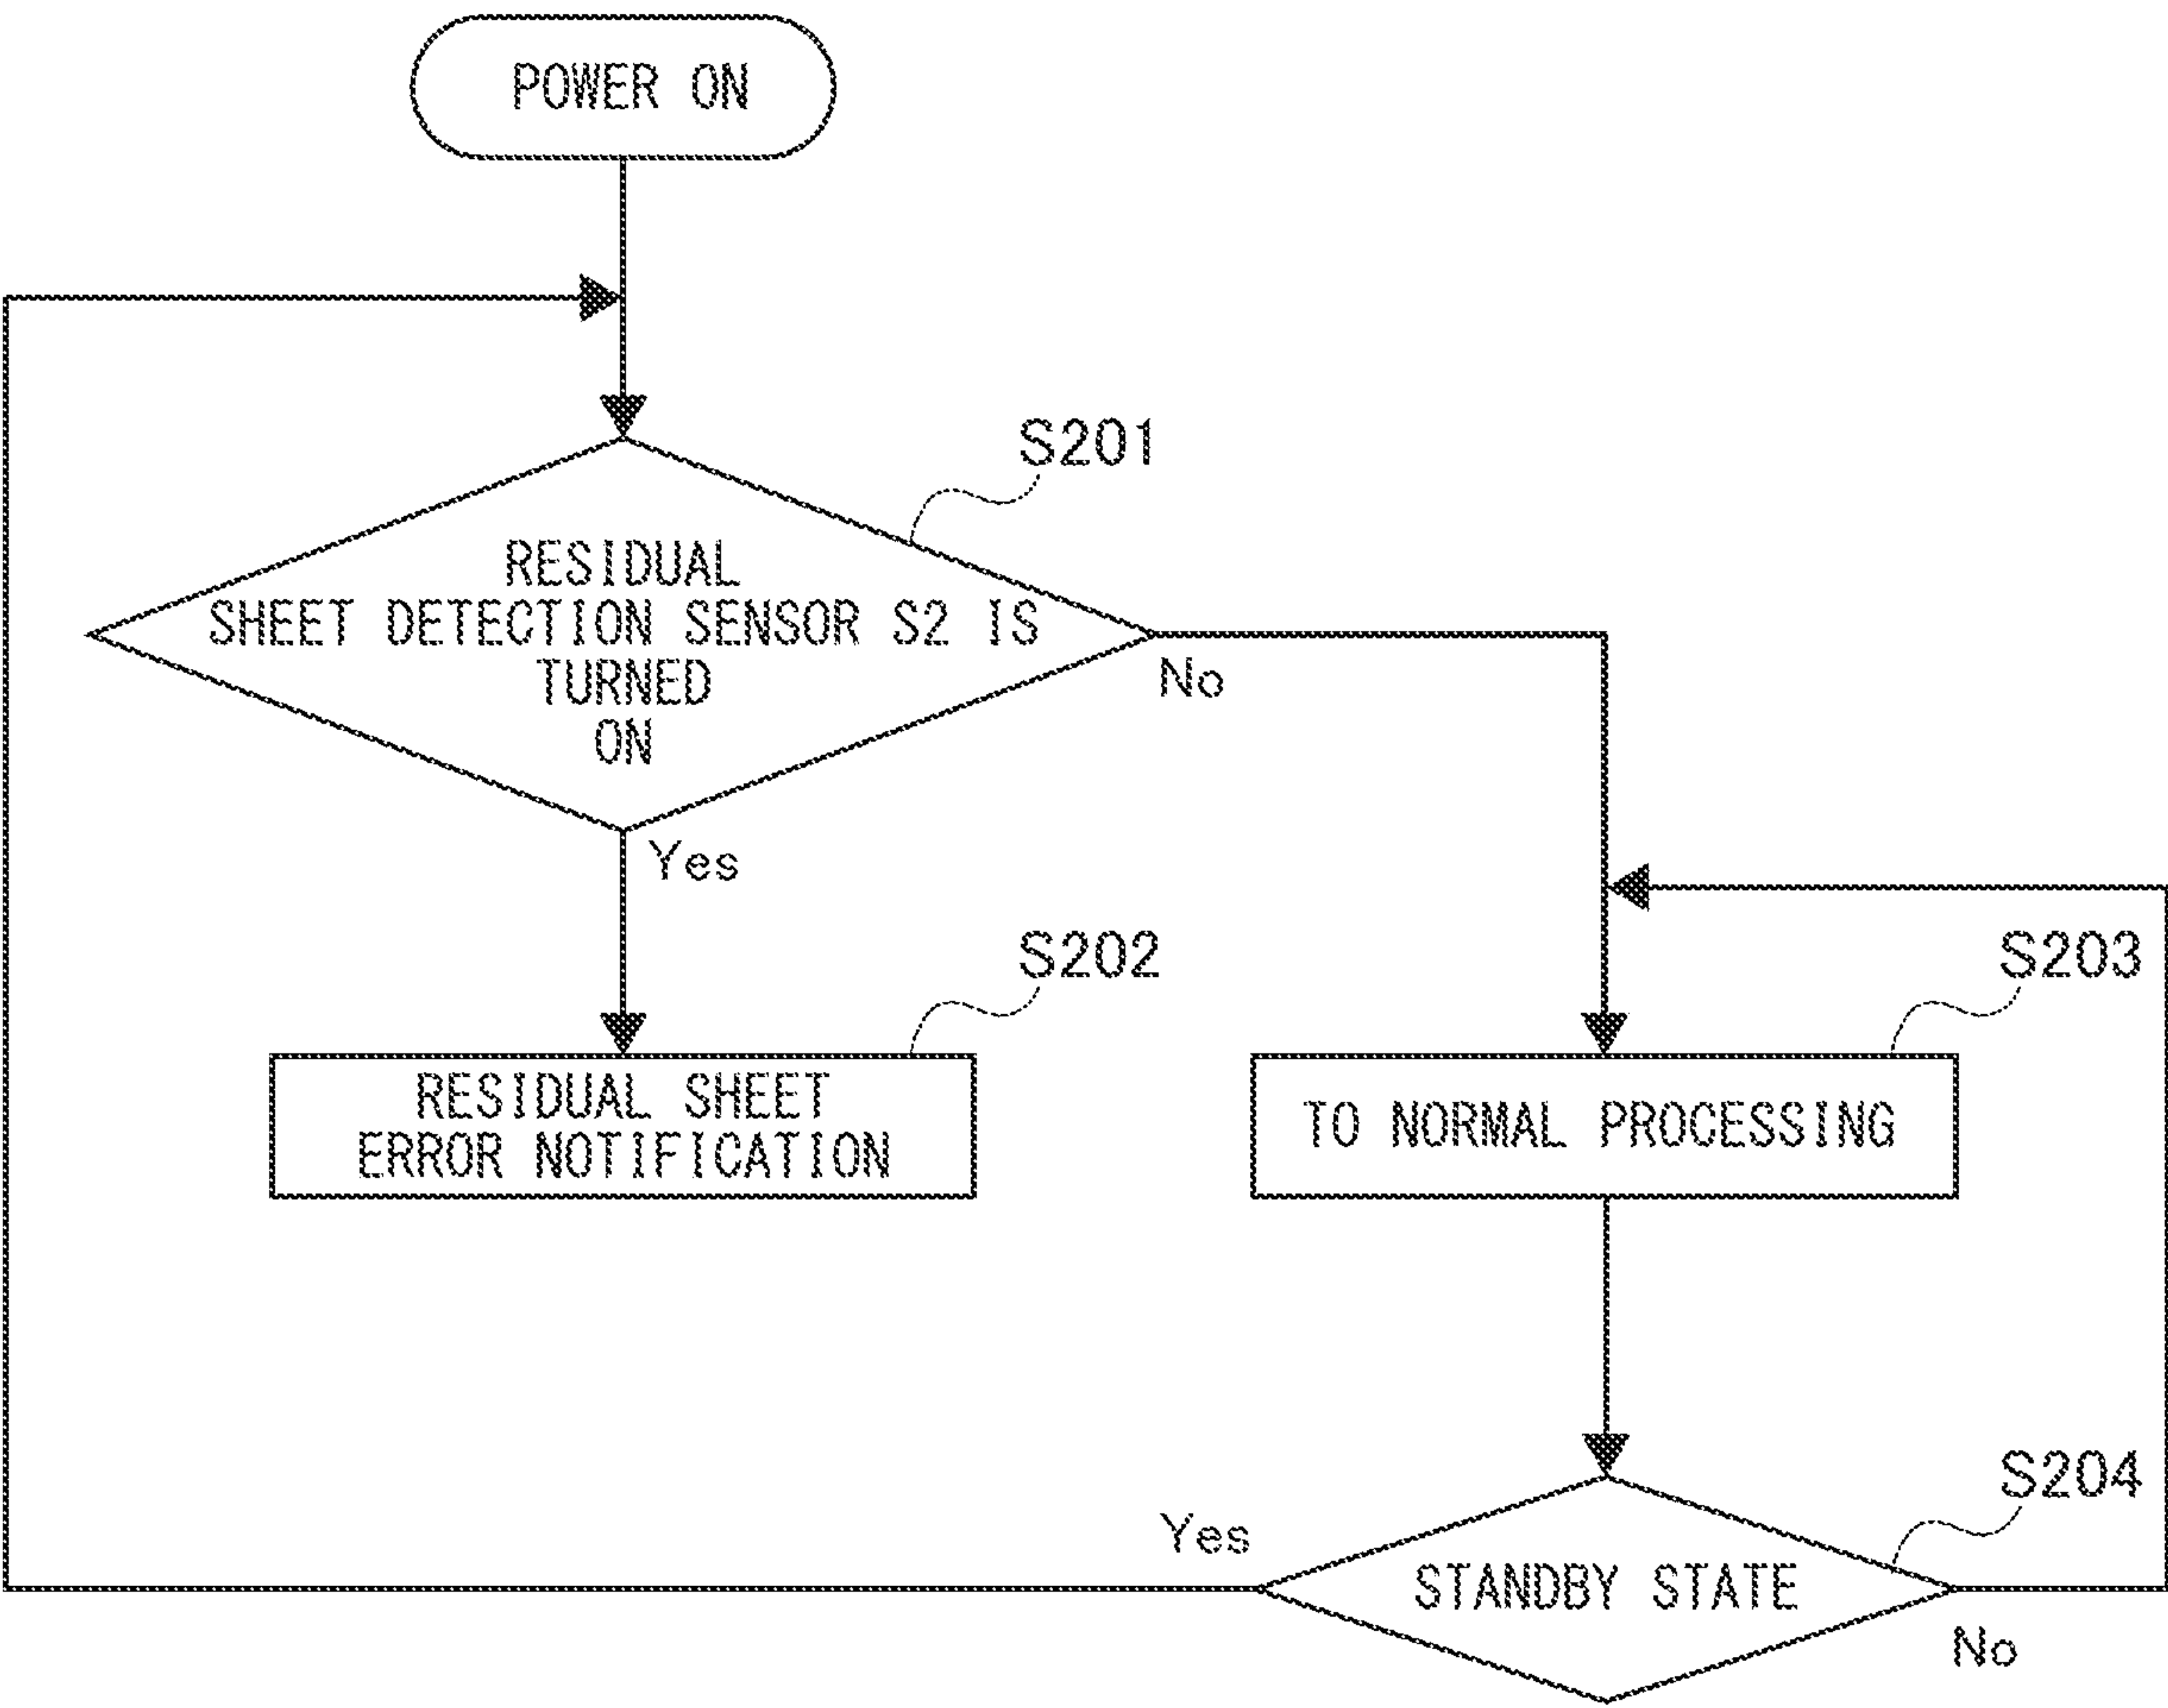 POWER ON
S201
RESIDUAL
SHEET DETECTION SENSOR S2 IS
TURNED
ON
No
Yes
S202
S203
RESIDUAL SHEET
ERROR NOTIFICATION
TO NORMAL PROCESSING
S204
Yes
STANDBY STATE
No